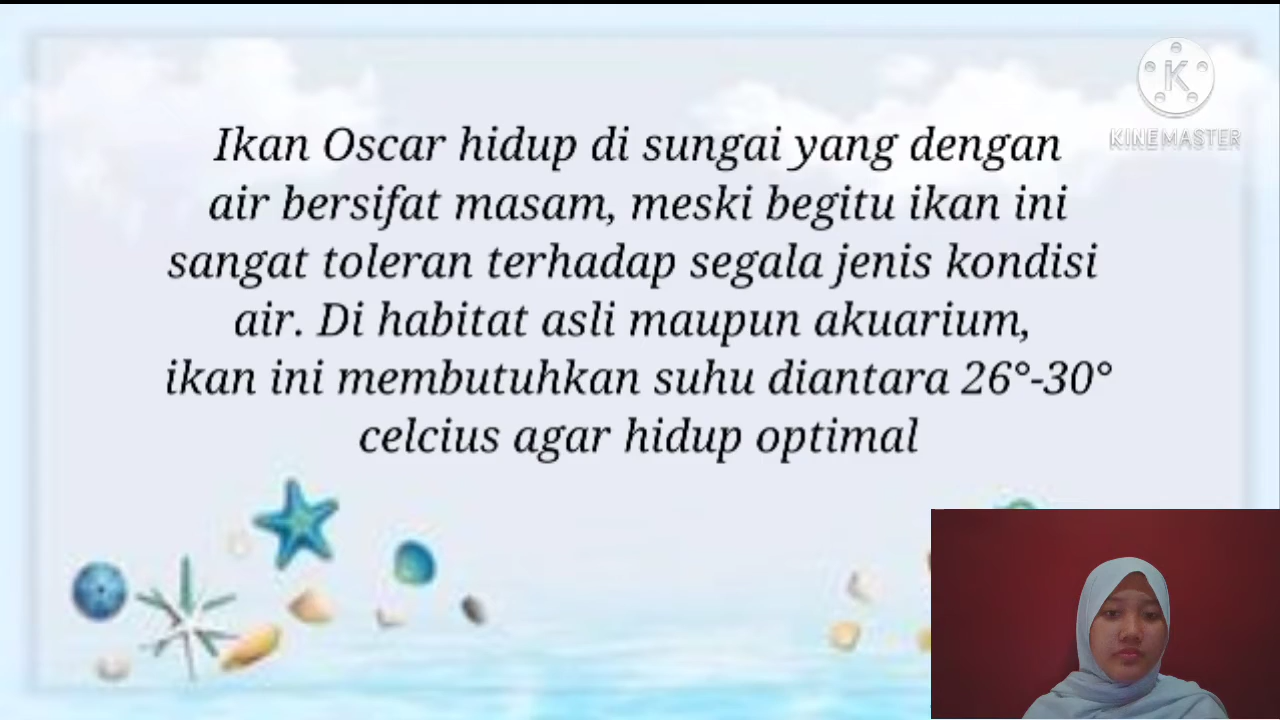 Ikan Oscar hidup di sungai yang dengan
air bersifat masam, meski begitu ikan ini
sangat toleran terhadap segala jenis kondisi
air. Di habitat asli maupun akuarium,
ikan ini membutuhkan suhu diantara 26°-30°
celcius agar hidup optimal
K
KINEMASTER